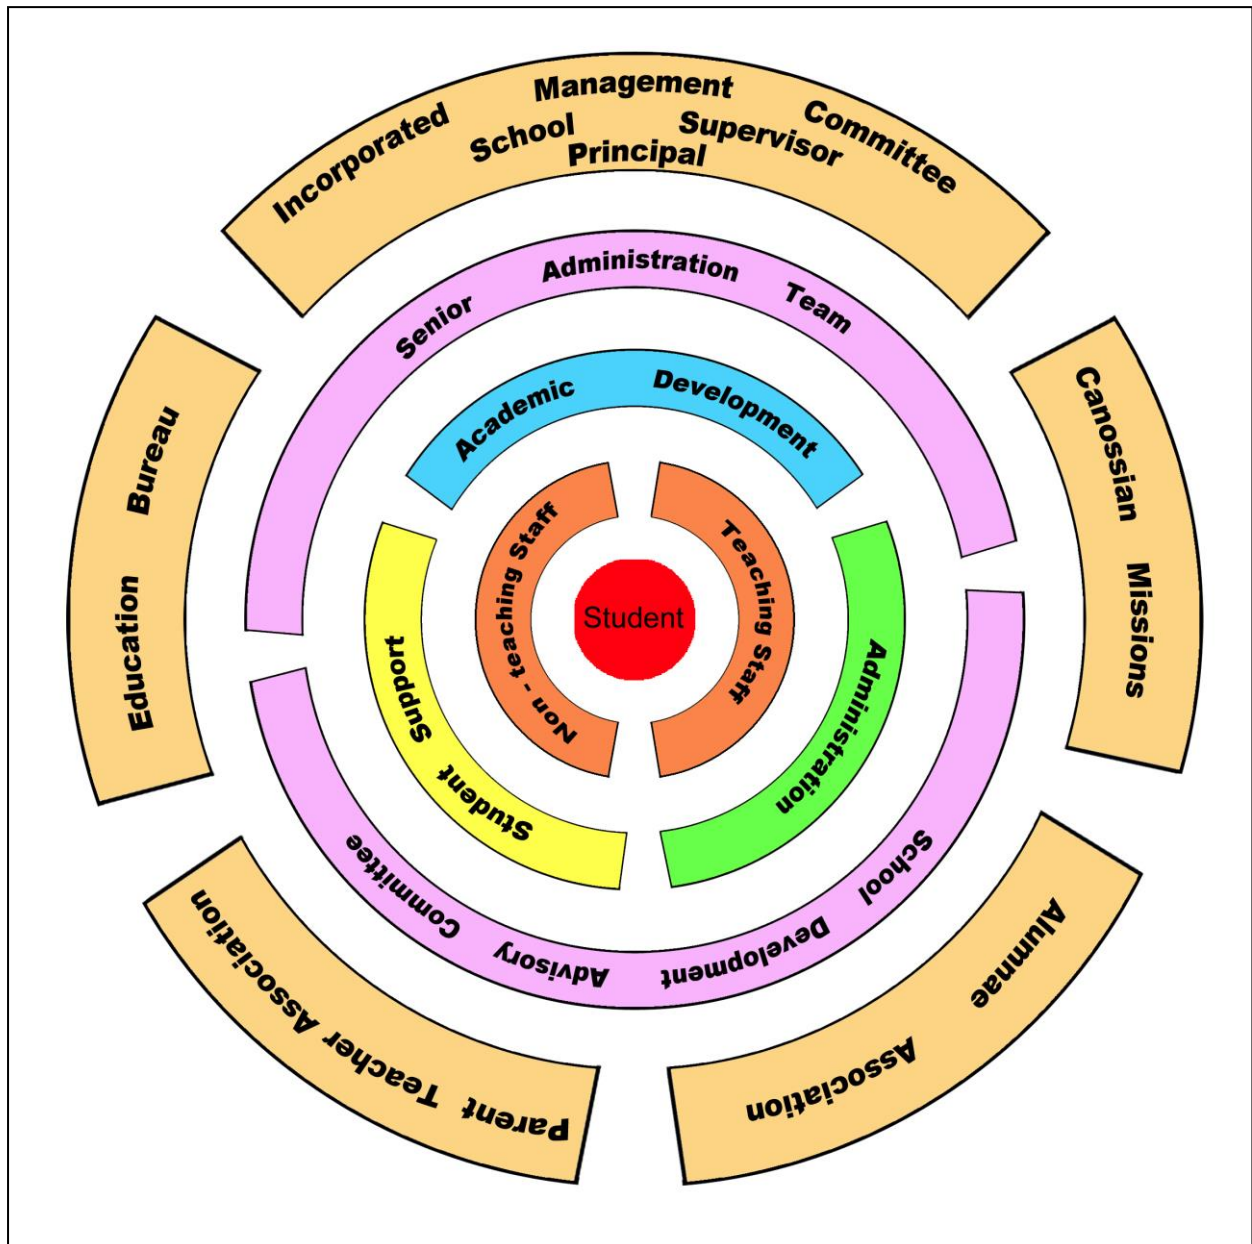 Incorporated Management Committee
School Supervisor
Principal
Senior Administration Team
Academic Development
Education Bureau
Canossian Missions
Non - teaching Staff
Teaching Staff
Student
Student Support
Administration
School Development Advisory Committee
Parent Teacher Association
Alumnae Association